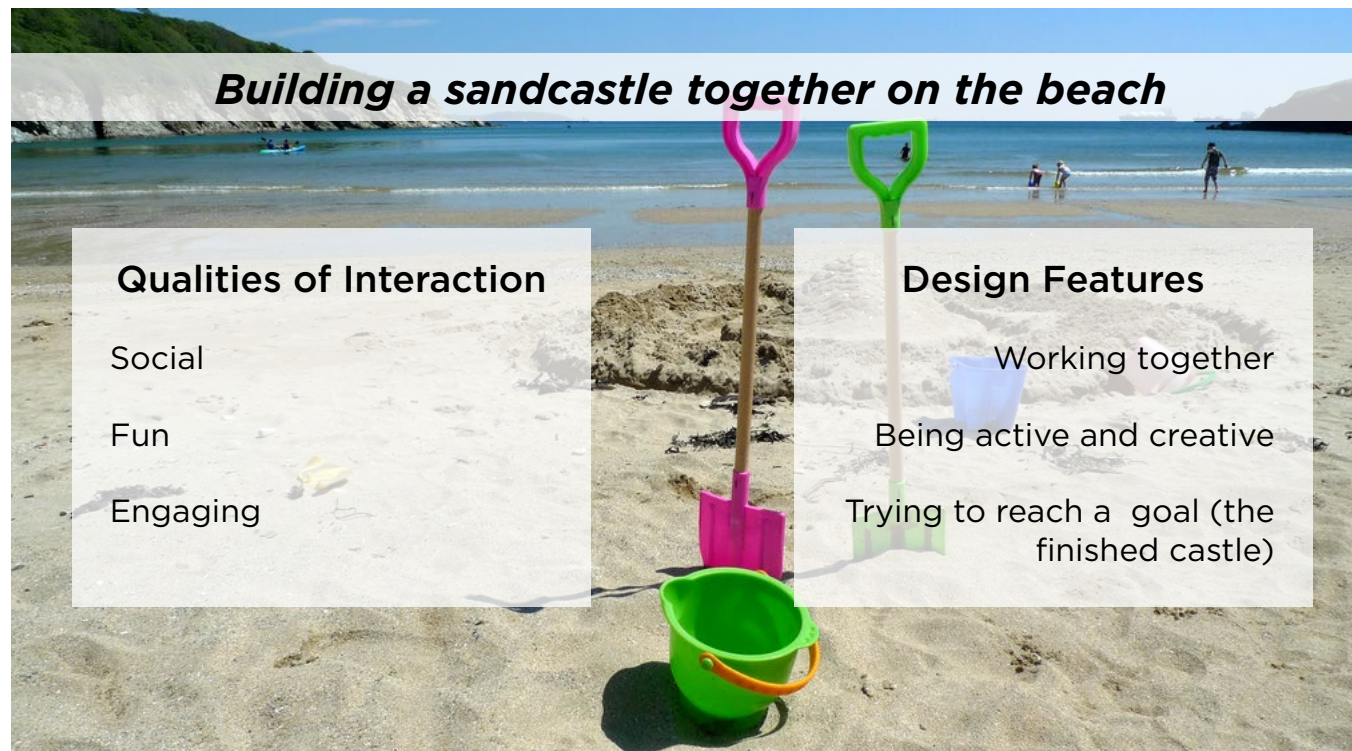 Building a sandcastle together on the beach
Qualities of Interaction
Social
Fun
Engaging
Design Features
Working together
Being active and creative
Trying to reach a  goal (the
finished castle)